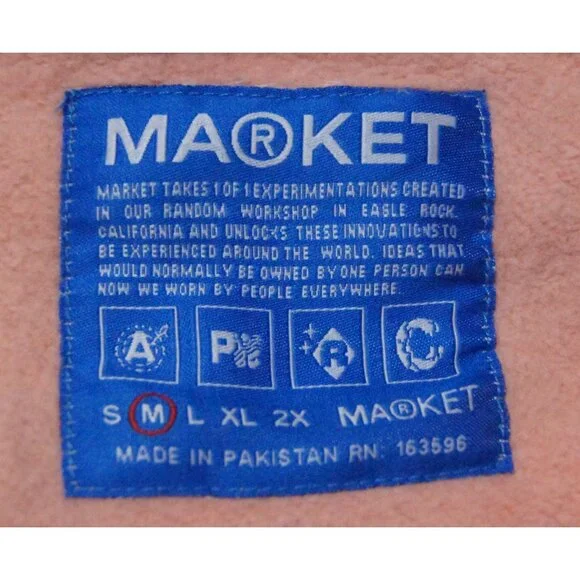 MA®KET
MARKET TAKES 1 OF 1 EXPERIMENTATIONS CREATED
IN OUR RANDOM WORKSHOP IN EAGLE ROCK.
CALIFORNIA AND UNLOCKS THESE INNOVATIONS TO
BE EXPERIENCED AROUND THE WORLD. IDEAS THAT
WOULD NORMALLY BE OWNED BY ONE PERSON CAN
NOW WE WORN BY PEOPLE EVERYWHERE.
A P R C
S M L XL 2X MA®KET
MADE IN PAKISTAN RN: 163596